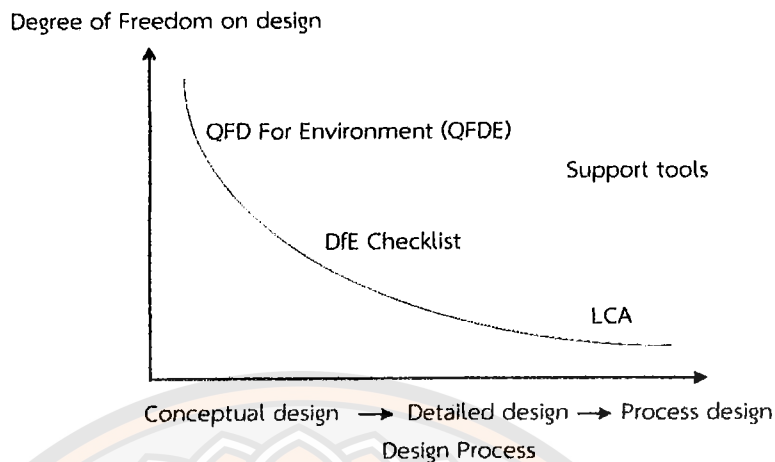 Degree of Freedom on design
QFD For Environment (QFDE)
Support tools
DfE Checklist
LCA
Conceptual design → Detailed design → Process design
Design Process